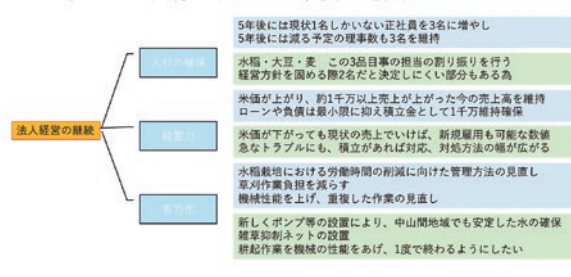 法人経営の継続
人材の確保
5年後には現状1名しかいない正社員を3名に増やし
5年後には減る予定の理事数も3名を維持
水稲・大豆・麦　この3品目事の担当の割り振りを行う
経営方針を固める際2名だと決定しにくい部分もある為
米価が上がり、約1千万以上売上が上がった今の売上高を維持
ローンや負債は最小限に抑え積立金として1千万維持確保
米価が下がっても現状の売上でいけば、新規雇用も可能な数値
急なトラブルにも、積立があれば対応、対処方法の幅が広がる
省力化
水稲栽培における労働時間の削減に向けた管理方法の見直し
草刈作業負担を減らす
機械性能を上げ、重複した作業の見直し
新しくポンプ等の設置により、中山間地域でも安定した水の確保
雑草抑制ネットの設置
耕起作業を機械の性能をあげ、1度で終わるようにしたい